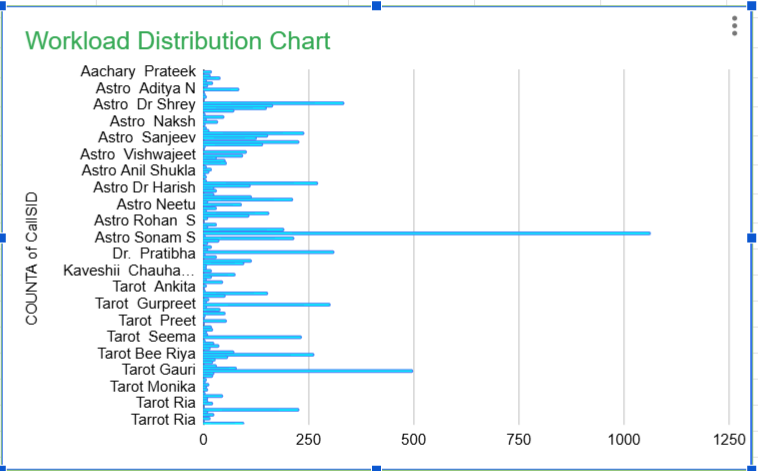 Workload Distribution Chart
COUNTA of CallSID
Aachary Prateek
Astro Aditya N
Astro Dr Shrey
Astro Naksh
Astro Sanjeev
Astro Vishwajeet
Astro Anil Shukla
Astro Dr Harish
Astro Neetu
Astro Rohan S
Astro Sonam S
Dr. Pratibha
Kaveshii Chauha...
Tarot Ankita
Tarot Gurpreet
Tarot Preet
Tarot Seema
Tarot Bee Riya
Tarot Gauri
Tarot Monika
Tarot Ria
Tarrot Ria
0 250 500 750 1000 1250